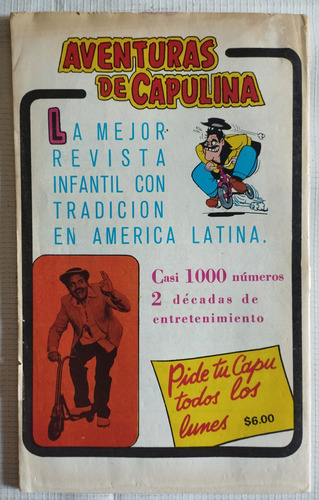 AVENTURAS
DE CAPULINA
LA MEJOR
REVISTA
INFANTIL CON
TRADICION
EN AMERICA LATINA.
Casi 1000 números
2 décadas de
entretenimiento
Pide tu Capu
todos los
lunes $6.00